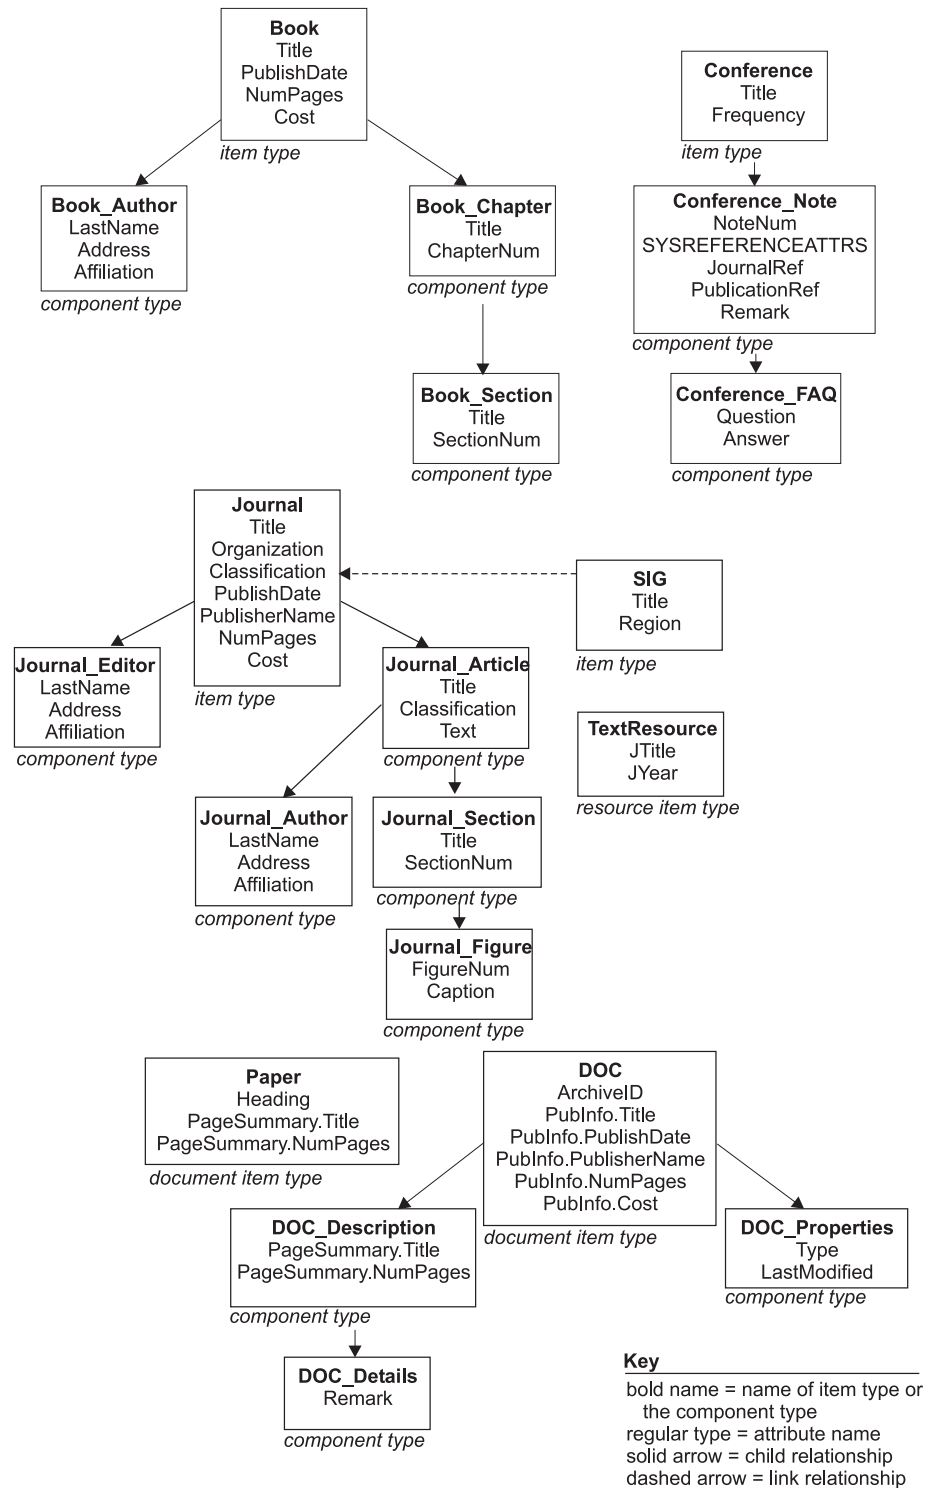 Book
Title
PublishDate
NumPages
Cost
item type
Book_Author
LastName
Address
Affiliation
component type
Book_Chapter
Title
ChapterNum
component type
Book_Section
Title
SectionNum
component type
Conference
Title
Frequency
item type
Conference_Note
NoteNum
SYSREFERENCEATTRS
JournalRef
PublicationRef
Remark
component type
Conference_FAQ
Question
Answer
component type
Journal
Title
Organization
Classification
PublishDate
PublisherName
NumPages
Cost
item type
SIG
Title
Region
item type
Journal_Editor
LastName
Address
Affiliation
component type
Journal_Article
Title
Classification
Text
component type
TextResource
JTitle
JYear
resource item type
Journal_Author
LastName
Address
Affiliation
component type
Journal_Section
Title
SectionNum
component type
Journal_Figure
FigureNum
Caption
component type
Paper
Heading
PageSummary.Title
PageSummary.NumPages
document item type
DOC
ArchiveID
PubInfo.Title
PubInfo.PublishDate
PubInfo.PublisherName
PubInfo.NumPages
PubInfo.Cost
document item type
DOC_Description
PageSummary.Title
PageSummary.NumPages
component type
DOC_Properties
Type
LastModified
component type
DOC_Details
Remark
component type
Key
bold name = name of item type or
the component type
regular type = attribute name
solid arrow = child relationship
dashed arrow = link relationship